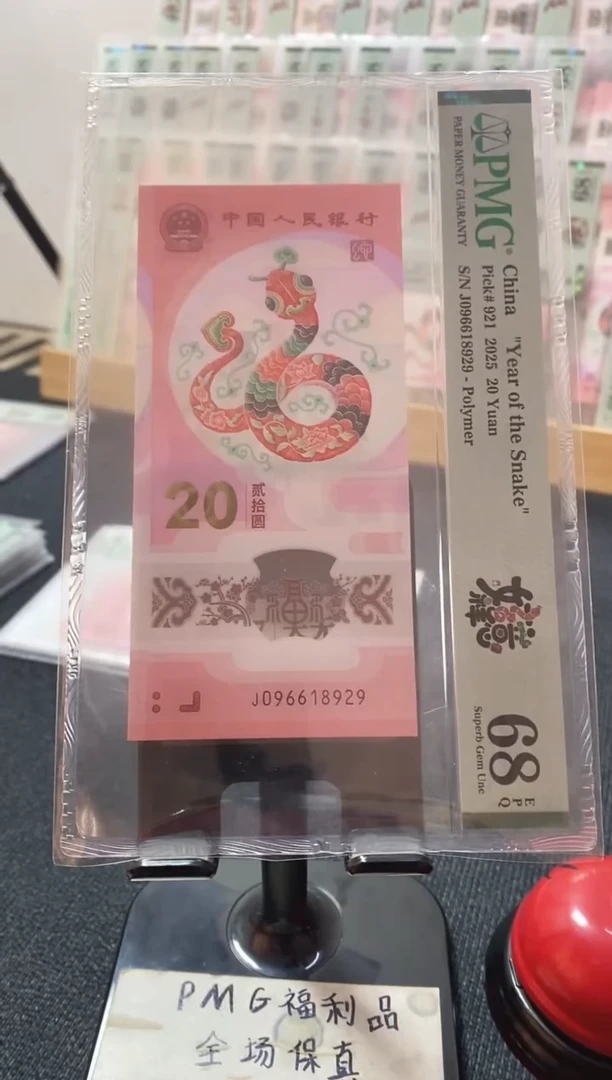 中国人民银行
20
贰拾圆
J096618929
PMG
PAPER MONEY GUARANTY
China "Year of the Snake"
Pick# 921 2025 20 Yuan
S/N J096618929 - Polymer
68
EPQ
Superb Gem Unc
PMG福利品
全场保真